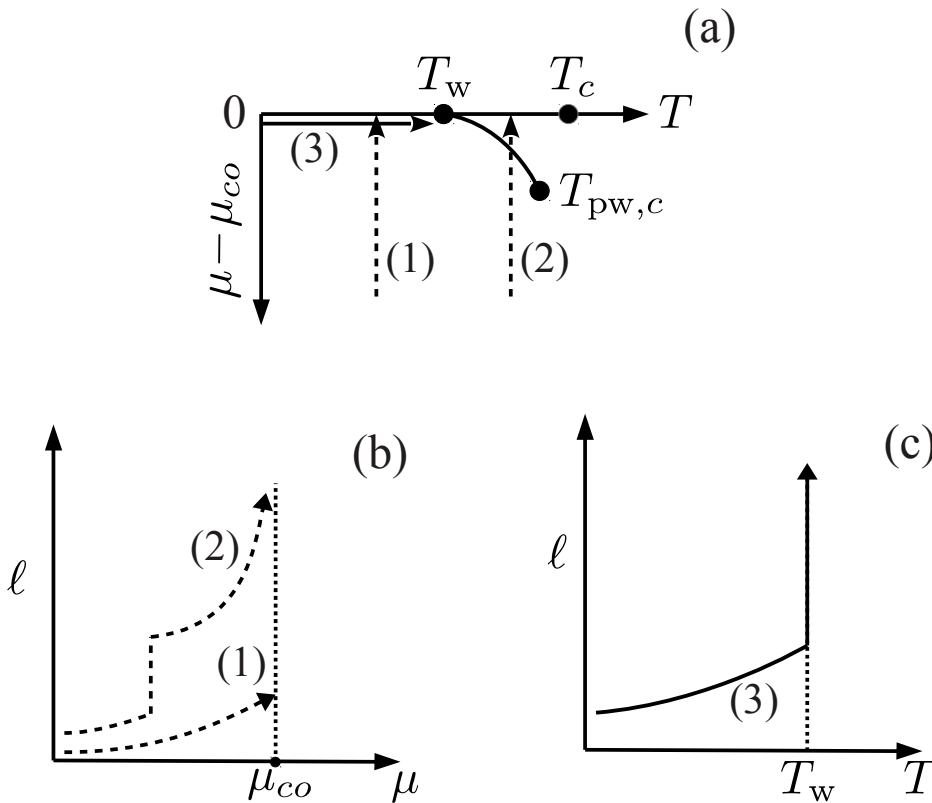 (a)
T_w T_c
0 T
(3)
μ − μ_co
T_pw,c
(1) (2)
(b) (c)
(2)
ℓ ℓ
(1)
(3)
μ_co μ T_w T